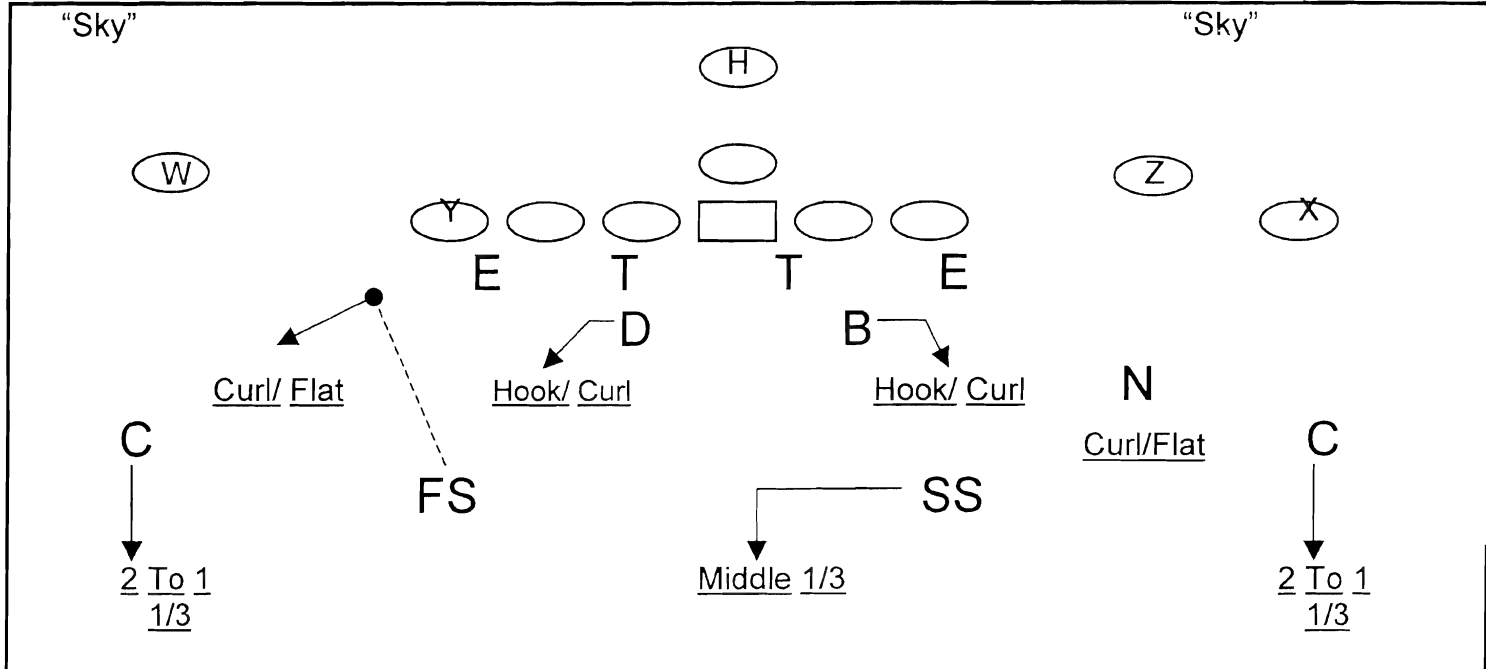 “Sky” “Sky”
H
W Z
Y X
E T T E
D B
Curl/ Flat Hook/ Curl Hook/ Curl N
C Curl/Flat C
FS SS
2 To 1 Middle 1/3 2 To 1
1/3 1/3